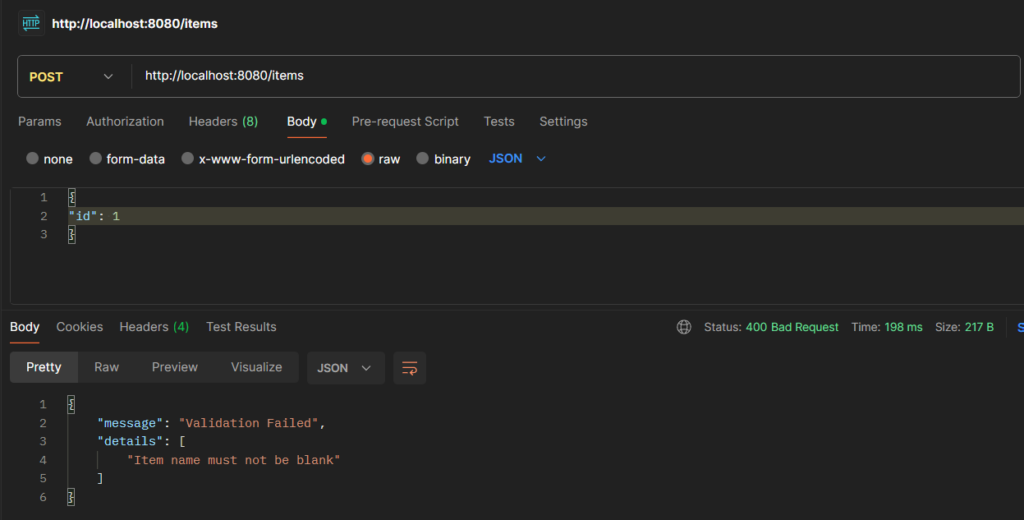 HTTP http://localhost:8080/items
POST http://localhost:8080/items
Params Authorization Headers (8) Body Pre-request Script Tests Settings
none form-data x-www-form-urlencoded raw binary JSON
1 {
2 "id": 1
3 }
Body Cookies Headers (4) Test Results Status: 400 Bad Request Time: 198 ms Size: 217 B S
Pretty Raw Preview Visualize JSON
1 {
2 "message": "Validation Failed",
3 "details": [
4 "Item name must not be blank"
5 ]
6 }